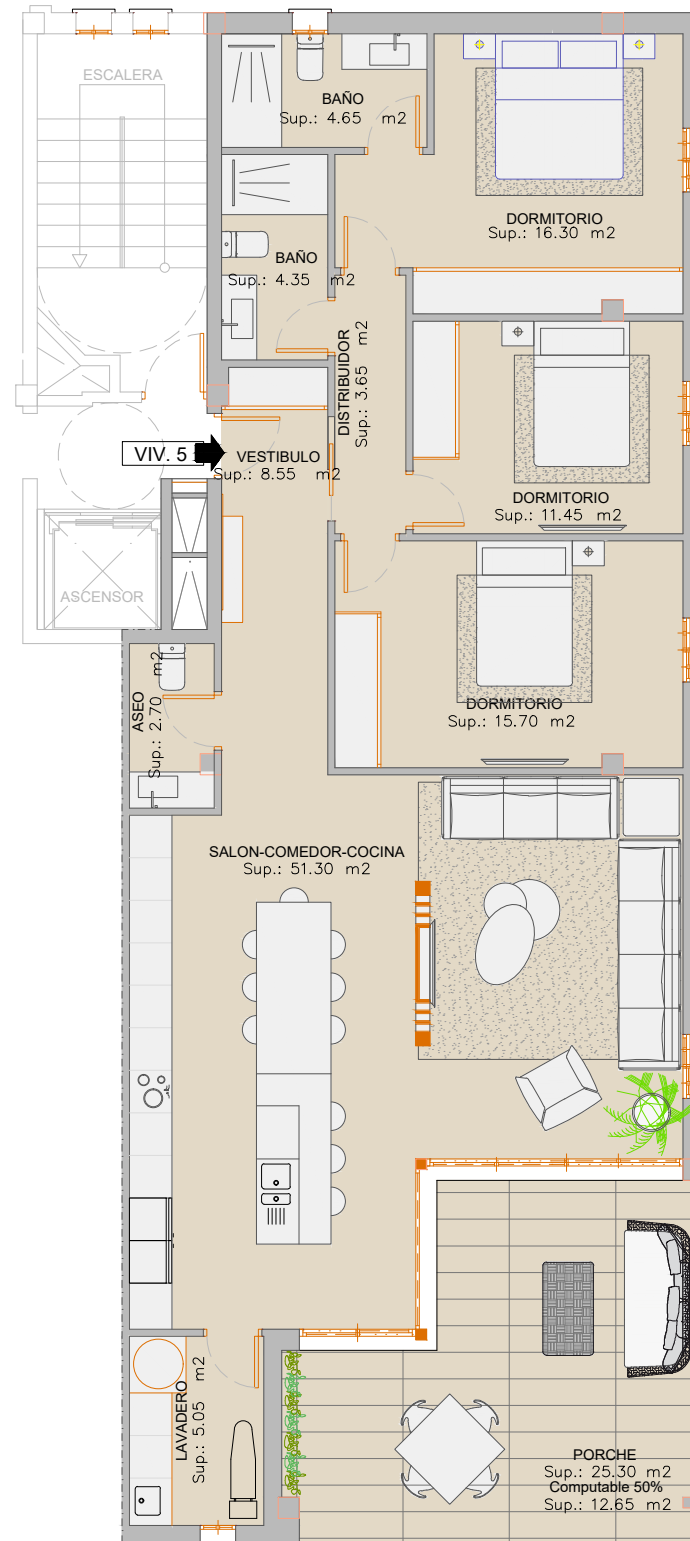 ESCALERA
BAÑO
Sup.: 4.65 m2
DORMITORIO
Sup.: 16.30 m2
BAÑO
Sup.: 4.35 m2
DISTRIBUIDOR
Sup.: 3.65 m2
VIV. 5
VESTIBULO
Sup.: 8.55 m2
DORMITORIO
Sup.: 11.45 m2
ASCENSOR
ASEO
Sup.: 2.70 m2
DORMITORIO
Sup.: 15.70 m2
SALON-COMEDOR-COCINA
Sup.: 51.30 m2
LAVADERO
Sup.: 5.05 m2
PORCHE
Sup.: 25.30 m2
Computable 50%
Sup.: 12.65 m2